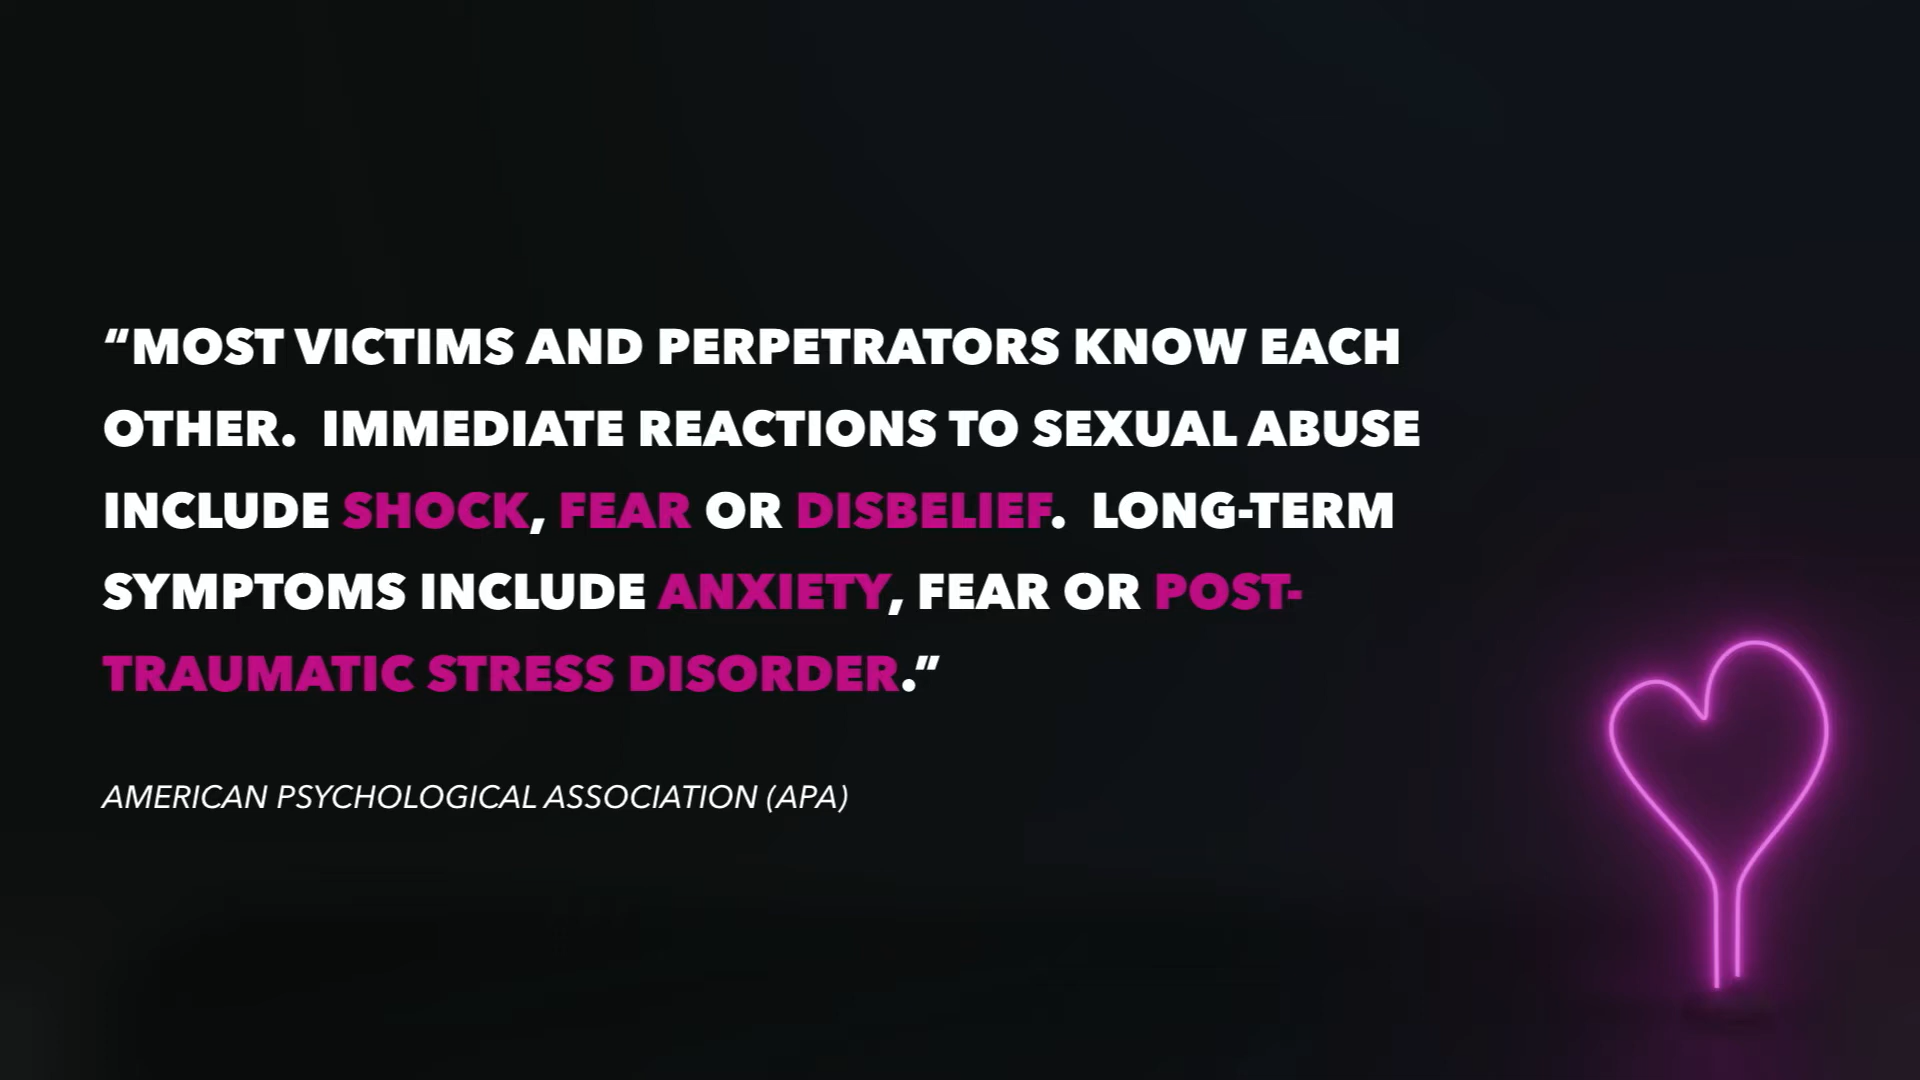 “MOST VICTIMS AND PERPETRATORS KNOW EACH
OTHER.  IMMEDIATE REACTIONS TO SEXUAL ABUSE
INCLUDE SHOCK, FEAR OR DISBELIEF.  LONG-TERM
SYMPTOMS INCLUDE ANXIETY, FEAR OR POST-
TRAUMATIC STRESS DISORDER.”
AMERICAN PSYCHOLOGICAL ASSOCIATION (APA)